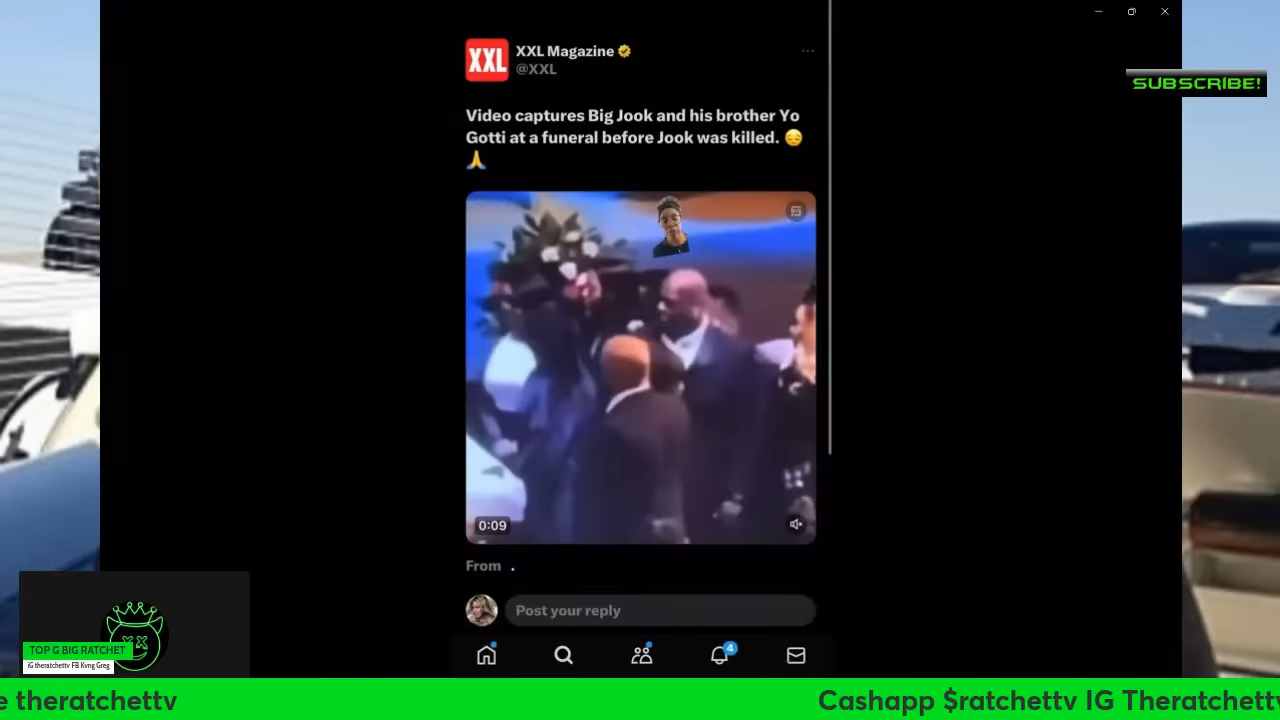 XXL
XXL Magazine
@XXL
SUBSCRIBE!
Video captures Big Jook and his brother Yo
Gotti at a funeral before Jook was killed. 😔
🙏
0:09
From .
Post your reply
4
TOP G BIG RATCHET
iG theratchettv FB Kvng Greg
e theratchettv
Cashapp $ratchettv IG Theratchettv